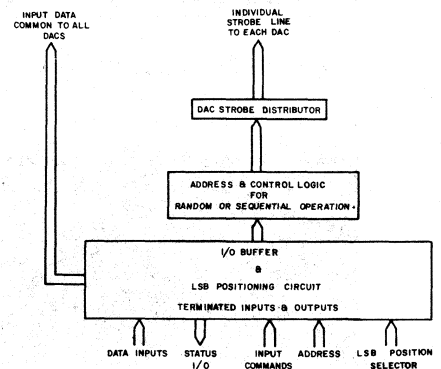 INPUT DATA
COMMON TO ALL
DACS
INDIVIDUAL
STROBE LINE
TO EACH DAC
DAC STROBE DISTRIBUTOR
ADDRESS & CONTROL LOGIC
FOR
RANDOM OR SEQUENTIAL OPERATION.
I/O BUFFER
&
LSB POSITIONING CIRCUIT
TERMINATED INPUTS & OUTPUTS
DATA INPUTS
STATUS
I/O
INPUT
COMMANDS
ADDRESS
LSB POSITION
SELECTOR